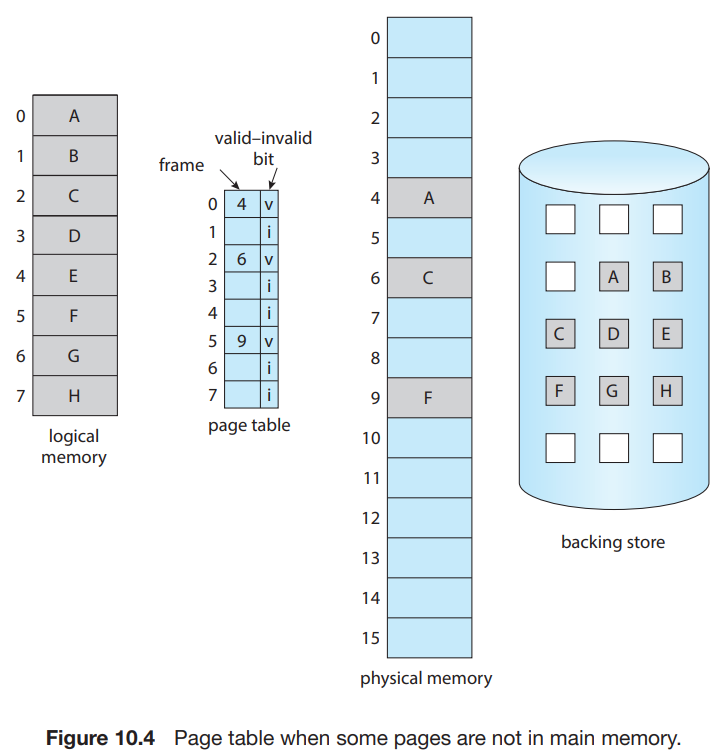 0 A
1 B
2 C
3 D
4 E
5 F
6 G
7 H
logical
memory
valid–invalid
bit
frame
0 4 v
1 i
2 6 v
3 i
4 i
5 9 v
6 i
7 i
page table
0
1
2
3
4 A
5
6 C
7
8
9 F
10
11
12
13
14
15
physical memory
A B
C D E
F G H
backing store
Figure 10.4 Page table when some pages are not in main memory.